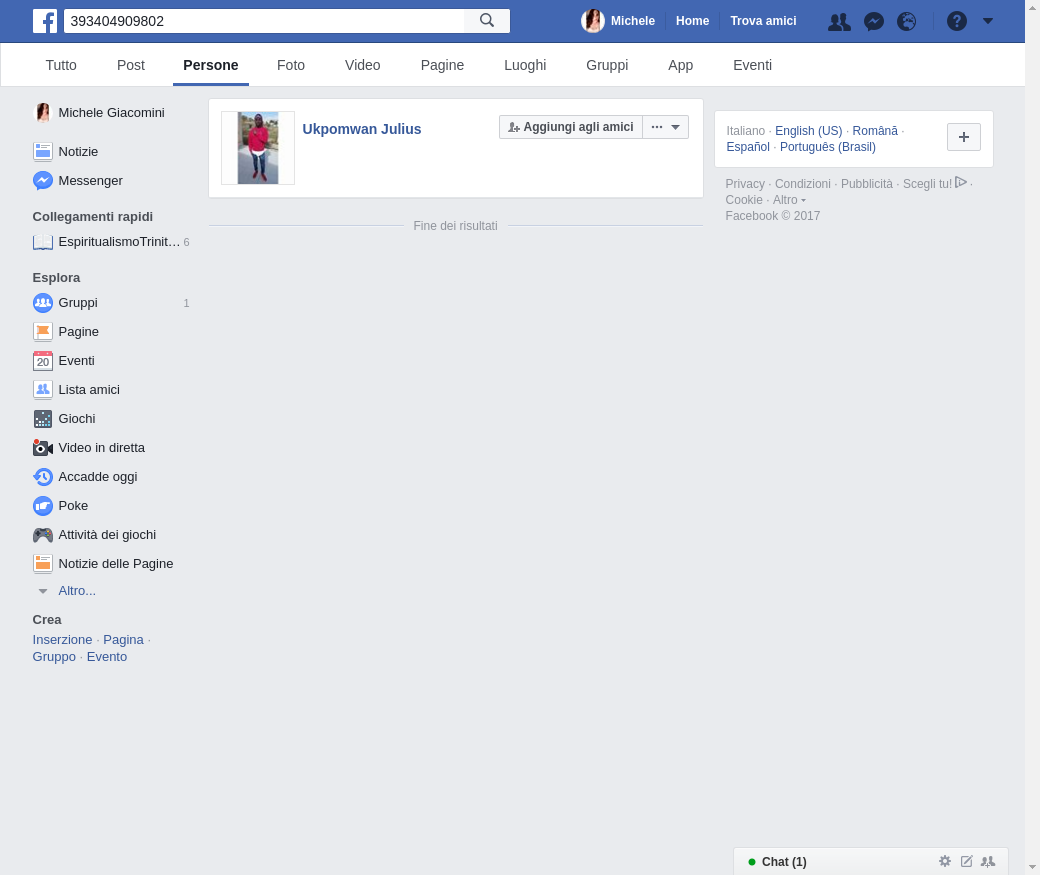 393404909802
Michele Home Trova amici
Tutto Post Persone Foto Video Pagine Luoghi Gruppi App Eventi
Michele Giacomini
Notizie
Messenger
Collegamenti rapidi
EspiritualismoTrinit… 6
Esplora
Gruppi 1
Pagine
20 Eventi
Lista amici
Giochi
Video in diretta
Accadde oggi
Poke
Attività dei giochi
Notizie delle Pagine
Altro...
Crea
Inserzione · Pagina ·
Gruppo · Evento
Ukpomwan Julius
Aggiungi agli amici
Fine dei risultati
Italiano · English (US) · Română ·
Español · Português (Brasil)
Privacy · Condizioni · Pubblicità · Scegli tu! ·
Cookie · Altro
Facebook © 2017
Chat (1)